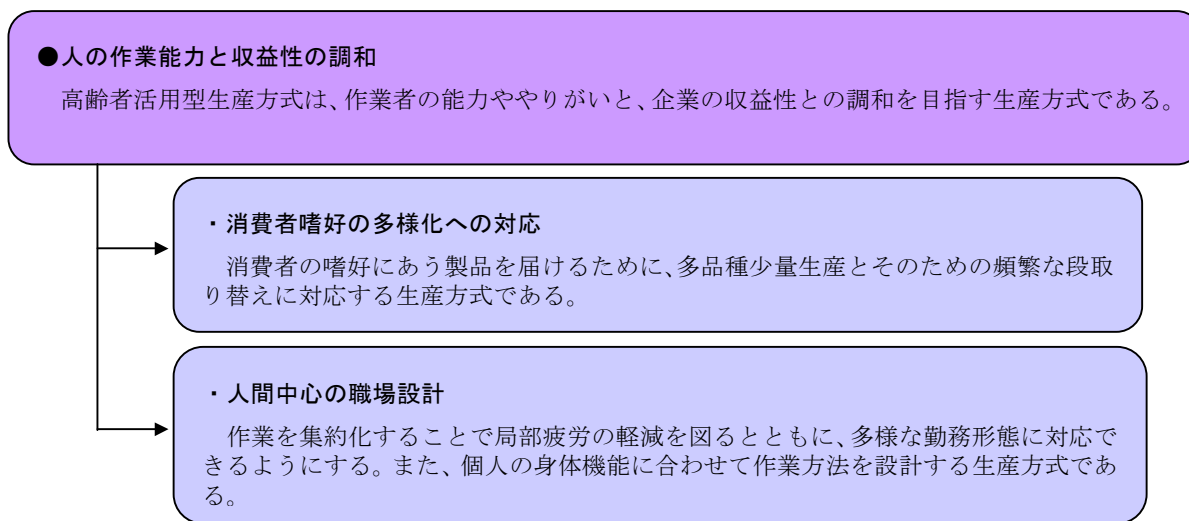 ●人の作業能力と収益性の調和
高齢者活用型生産方式は、作業者の能力ややりがいと、企業の収益性との調和を目指す生産方式である。
・消費者嗜好の多様化への対応
消費者の嗜好にあう製品を届けるために、多品種少量生産とそのための頻繁な段取
り替えに対応する生産方式である。
・人間中心の職場設計
作業を集約化することで局部疲労の軽減を図るとともに、多様な勤務形態に対応で
きるようにする。また、個人の身体機能に合わせて作業方法を設計する生産方式であ
る。